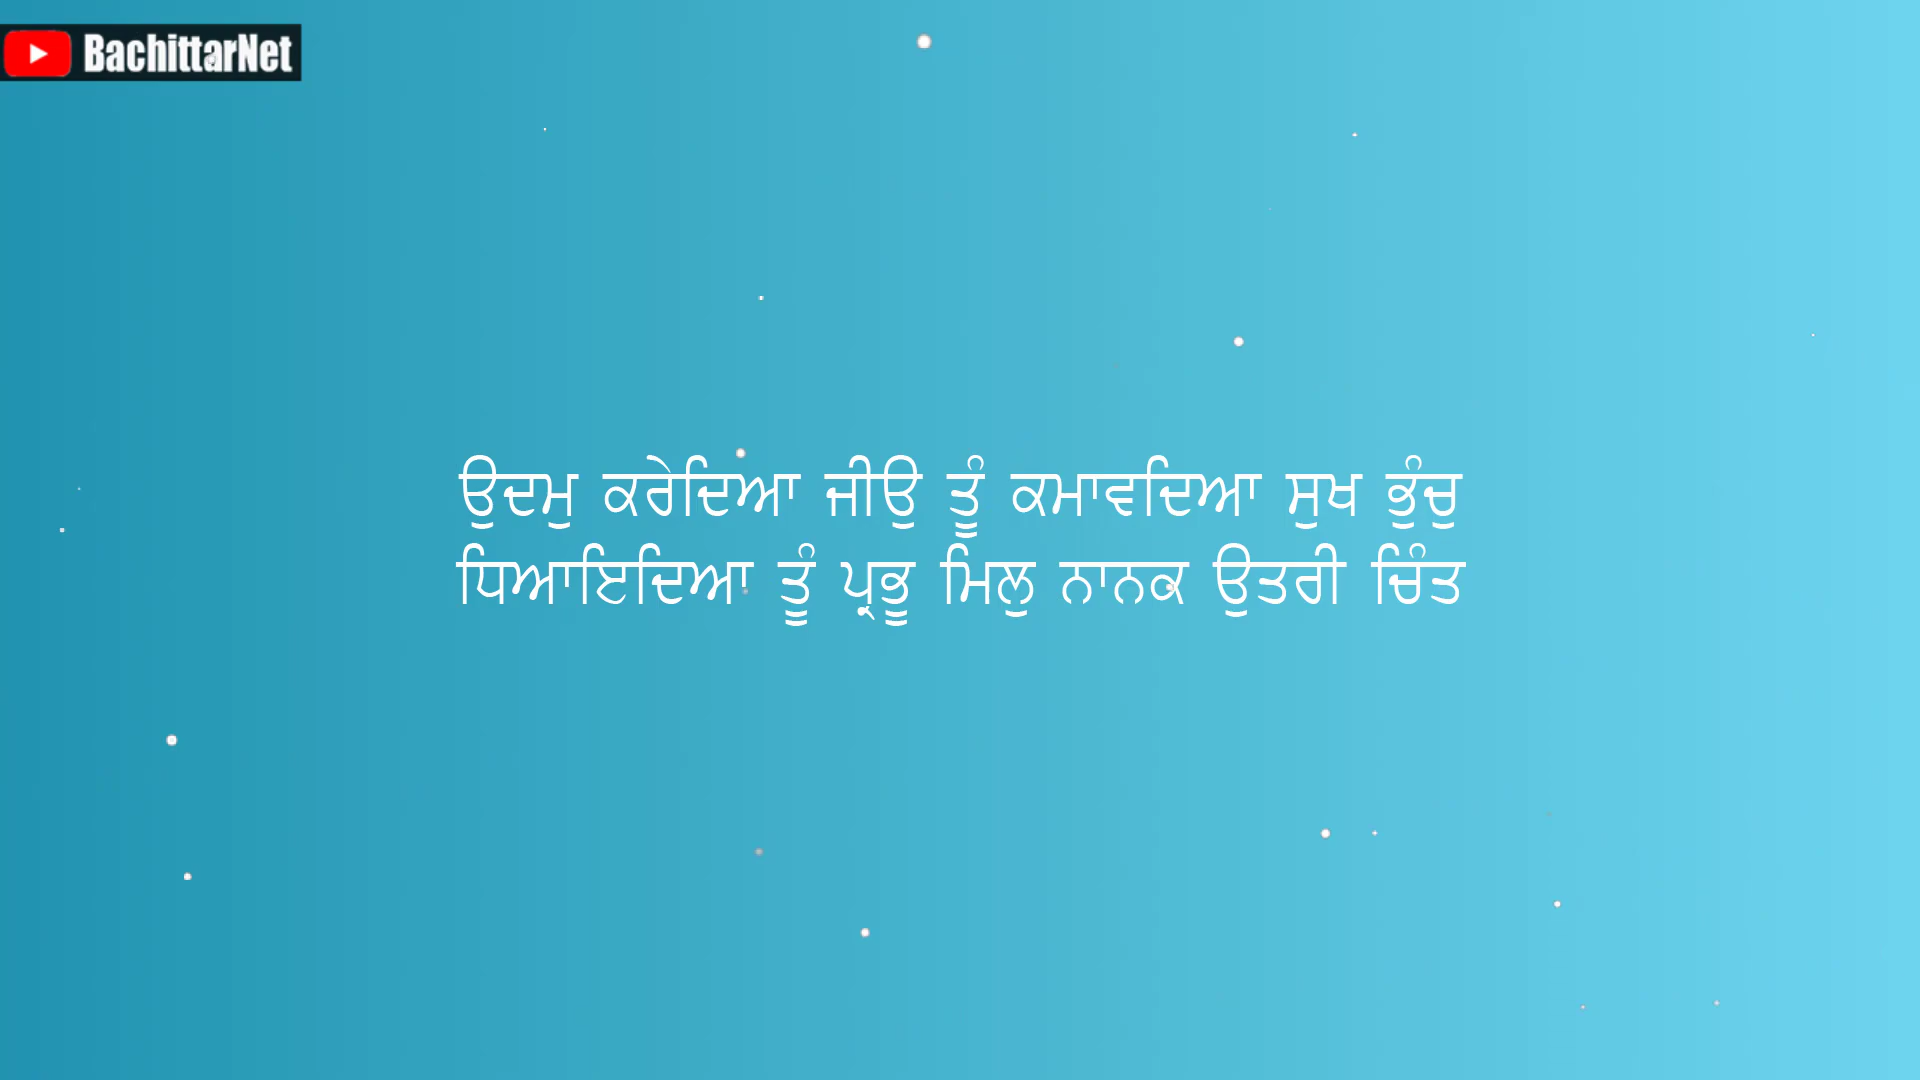 BachittarNet
ਉਦਮੁ ਕਰੇਦਿਆ ਜੀਉ ਤੂੰ ਕਮਾਵਦਿਆ ਸੁਖ ਭੁੰਚੁ
ਧਿਆਇਦਿਆ ਤੂੰ ਪ੍ਰਭੂ ਮਿਲੁ ਨਾਨਕ ਉਤਰੀ ਚਿੰਤ